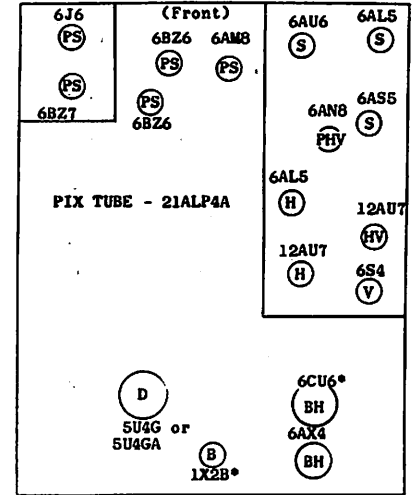 (Front)
6J6
PS
PS
6BZ7
6BZ6
PS
6AM8
PS
PS
6BZ6
6AU6
S
6AL5
S
6AN8
PHV
6AS5
S
6AL5
H
12AU7
HV
12AU7
H
6S4
V
PIX TUBE - 21ALP4A
D
5U4G or
5U4GA
B
1X2B*
6CU6*
BH
6AX4
BH